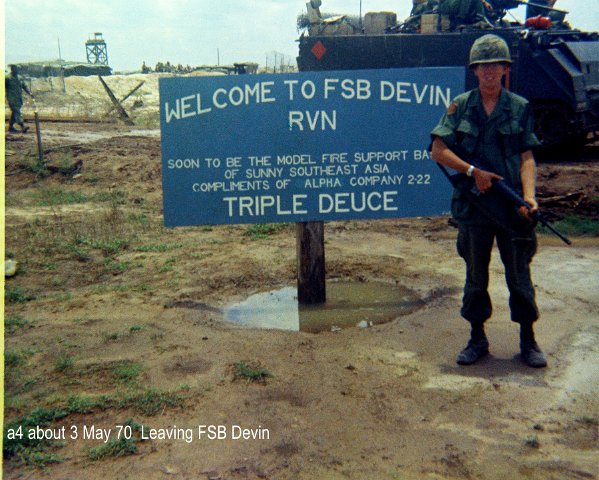 WELCOME TO FSB DEVIN
RVN
SOON TO BE THE MODEL FIRE SUPPORT BA
OF SUNNY SOUTHEAST ASIA
COMPLIMENTS OF ALPHA COMPANY 2-22
TRIPLE DEUCE
a4 about 3 May 70 Leaving FSB Devin